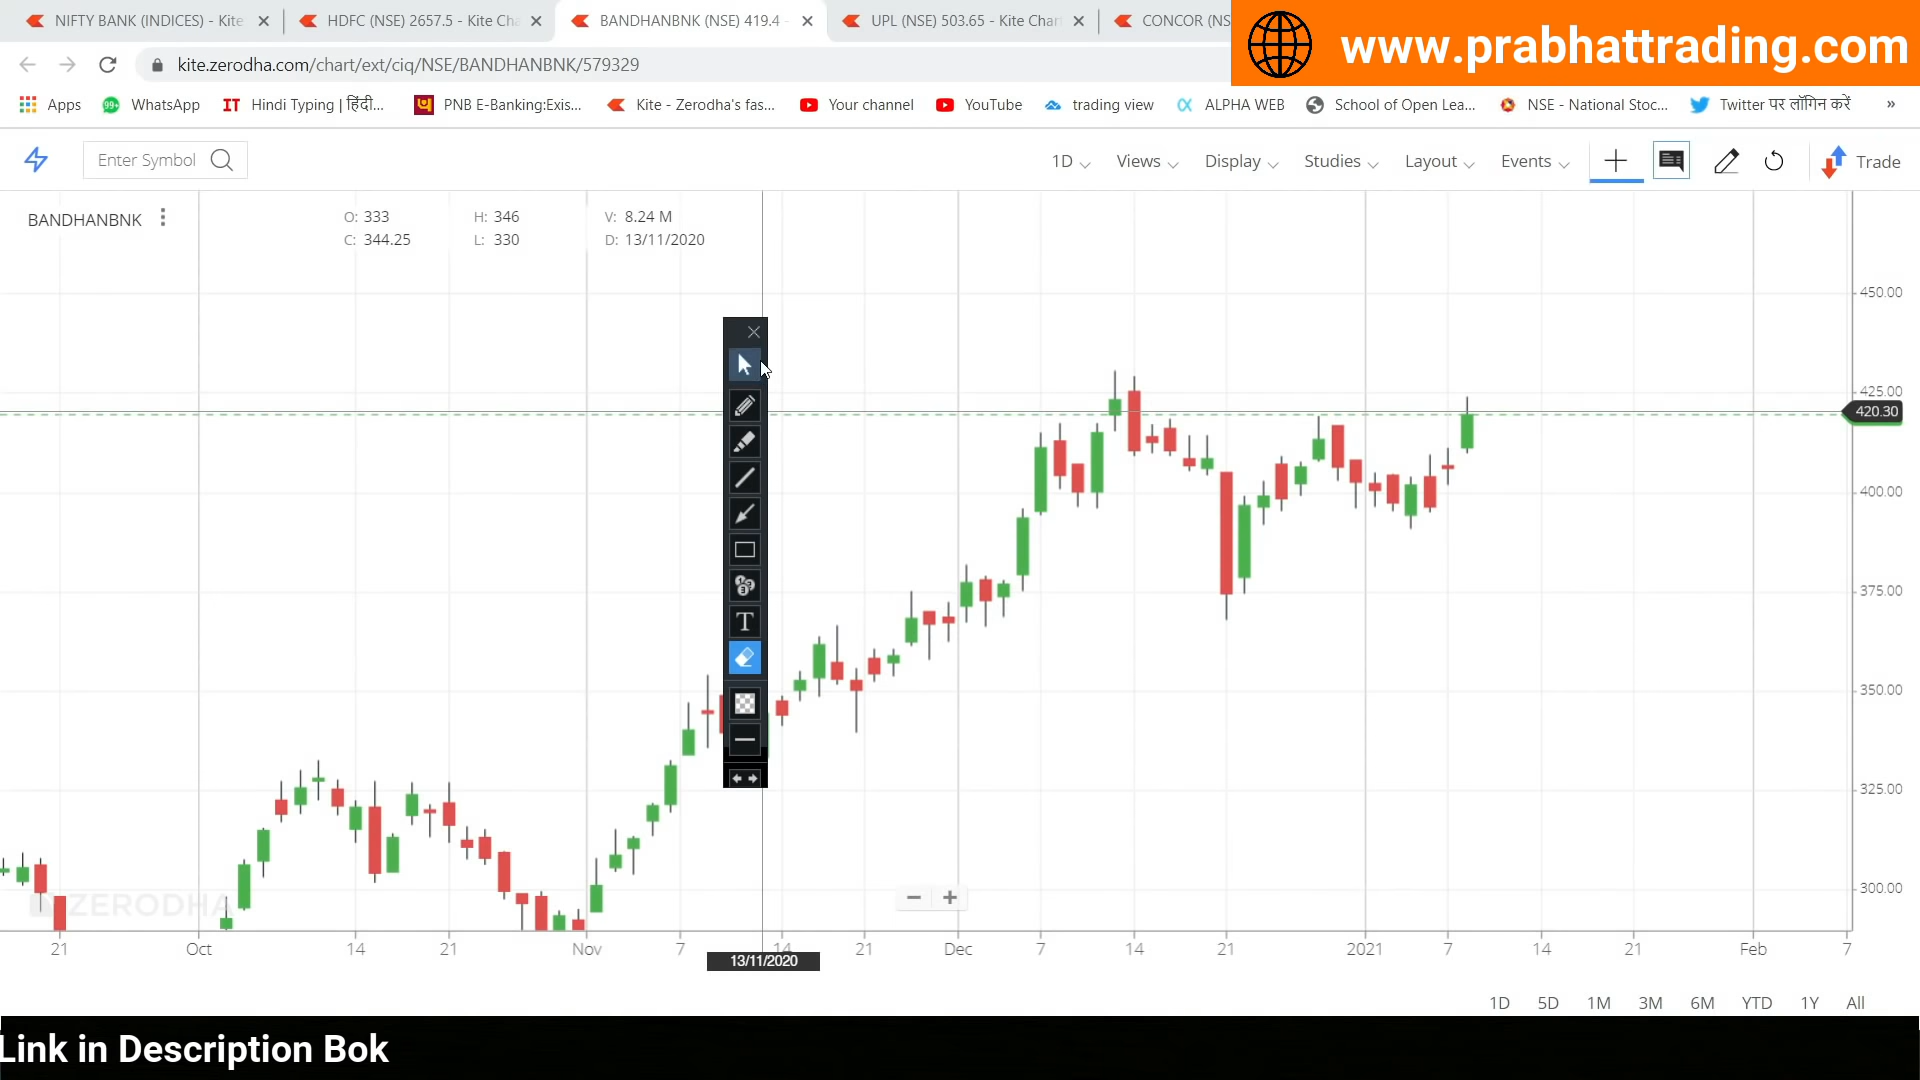 NIFTY BANK (INDICES) - Kite
HDFC (NSE) 2657.5 - Kite Cha
BANDHANBNK (NSE) 419.4 -
UPL (NSE) 503.65 - Kite Char
CONCOR (NS
www.prabhattrading.com
kite.zerodha.com/chart/ext/ciq/NSE/BANDHANBNK/579329
Apps
99+
WhatsApp
IT
Hindi Typing | हिंदी...
PNB E-Banking:Exis...
Kite - Zerodha's fas...
Your channel
YouTube
trading view
ALPHA WEB
School of Open Lea...
NSE - National Stoc...
Twitter पर लॉगिन करें
»
Enter Symbol
1D
Views
Display
Studies
Layout
Events
Trade
BANDHANBNK
O: 333
H: 346
V: 8.24 M
C: 344.25
L: 330
D: 13/11/2020
450.00
425.00
420.30
400.00
375.00
350.00
325.00
300.00
T
ZERODHA
21
Oct
14
21
Nov
7
14
21
Dec
7
14
21
2021
7
14
21
Feb
7
13/11/2020
1D
5D
1M
3M
6M
YTD
1Y
All
Link in Description Bok